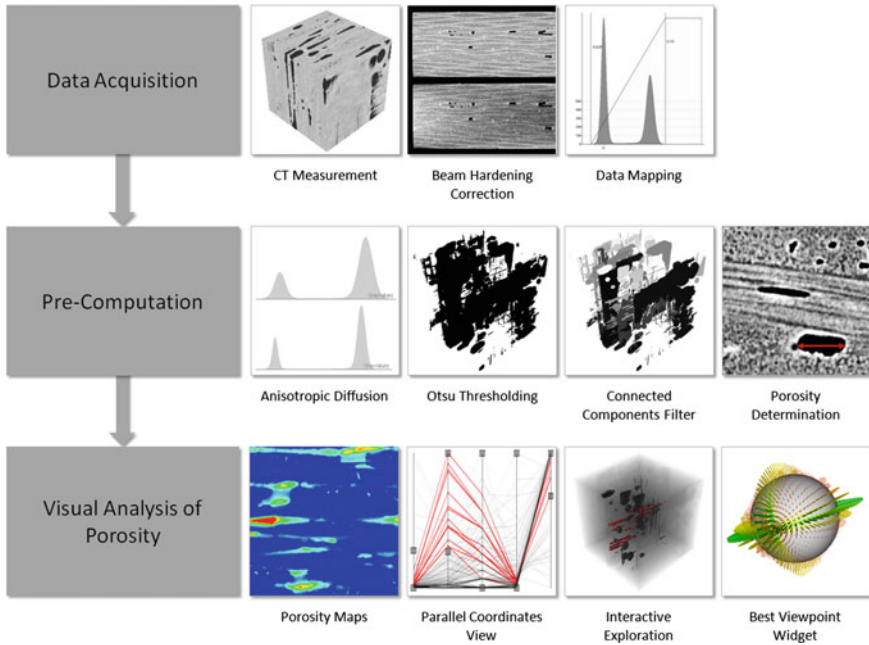 Data Acquisition
CT Measurement
Beam Hardening
Correction
Data Mapping
Pre-Computation
Anisotropic Diffusion
Otsu Thresholding
Connected
Components Filter
Porosity
Determination
Visual Analysis of
Porosity
Porosity Maps
Parallel Coordinates
View
Interactive
Exploration
Best Viewpoint
Widget